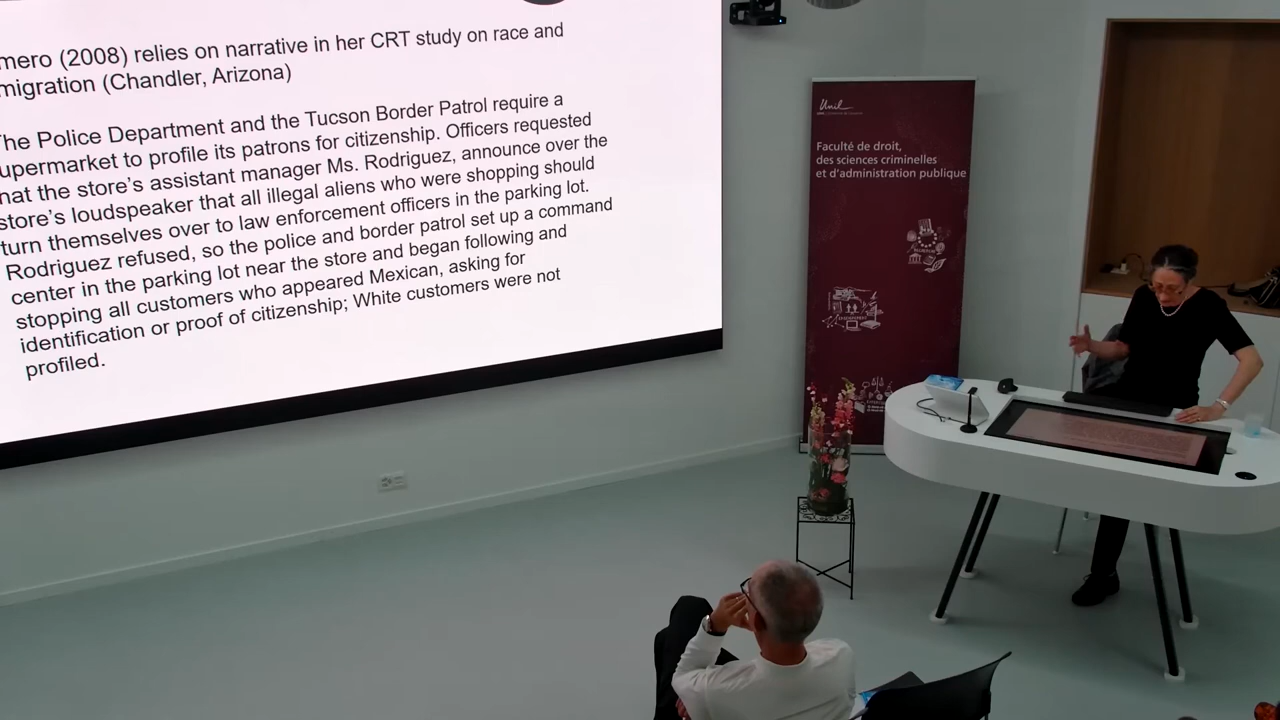 mero (2008) relies on narrative in her CRT study on race and
migration (Chandler, Arizona)
The Police Department and the Tucson Border Patrol require a
upermarket to profile its patrons for citizenship. Officers requested
hat the store's assistant manager Ms. Rodriguez, announce over the
store's loudspeaker that all illegal aliens who were shopping should
turn themselves over to law enforcement officers in the parking lot.
Rodriguez refused, so the police and border patrol set up a command
center in the parking lot near the store and began following and
stopping all customers who appeared Mexican, asking for
identification or proof of citizenship; White customers were not
profiled.
Unil
Faculté de droit,
des sciences criminelles
et d'administration publique